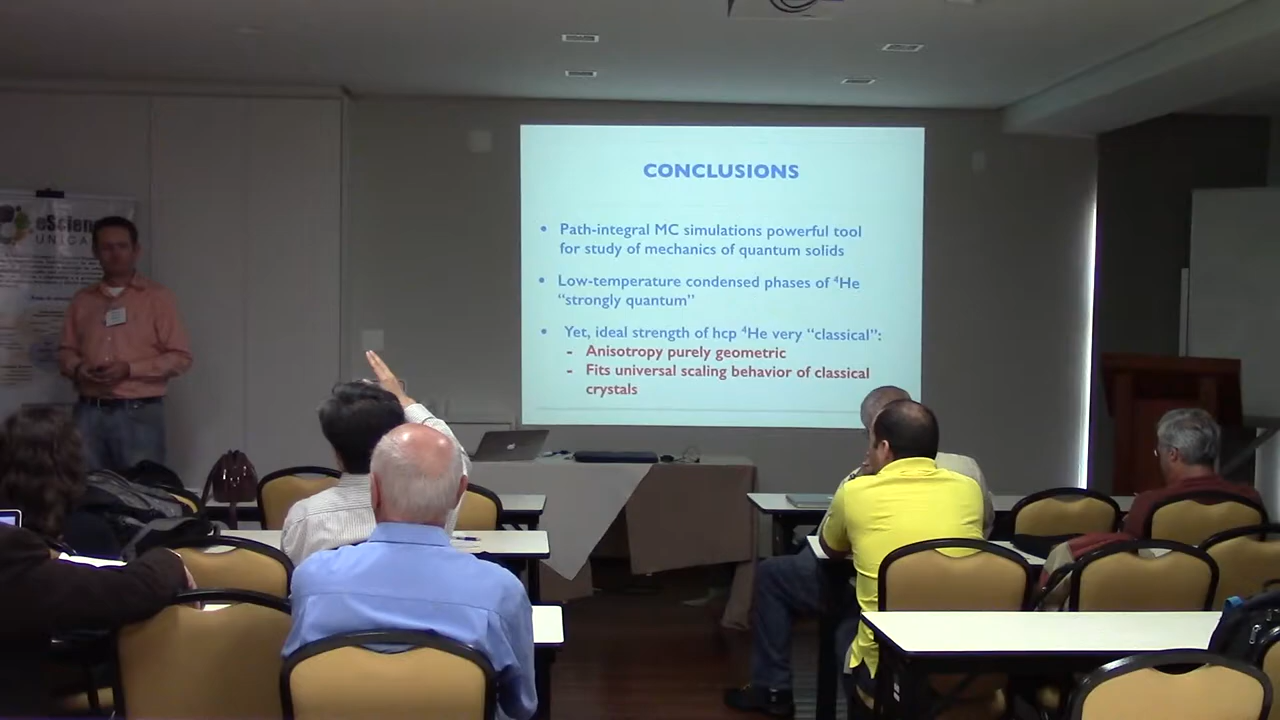 eScien
UNICA
CONCLUSIONS
• Path-integral MC simulations powerful tool
for study of mechanics of quantum solids
• Low-temperature condensed phases of ⁴He
“strongly quantum”
• Yet, ideal strength of hcp ⁴He very “classical”:
- Anisotropy purely geometric
- Fits universal scaling behavior of classical
crystals